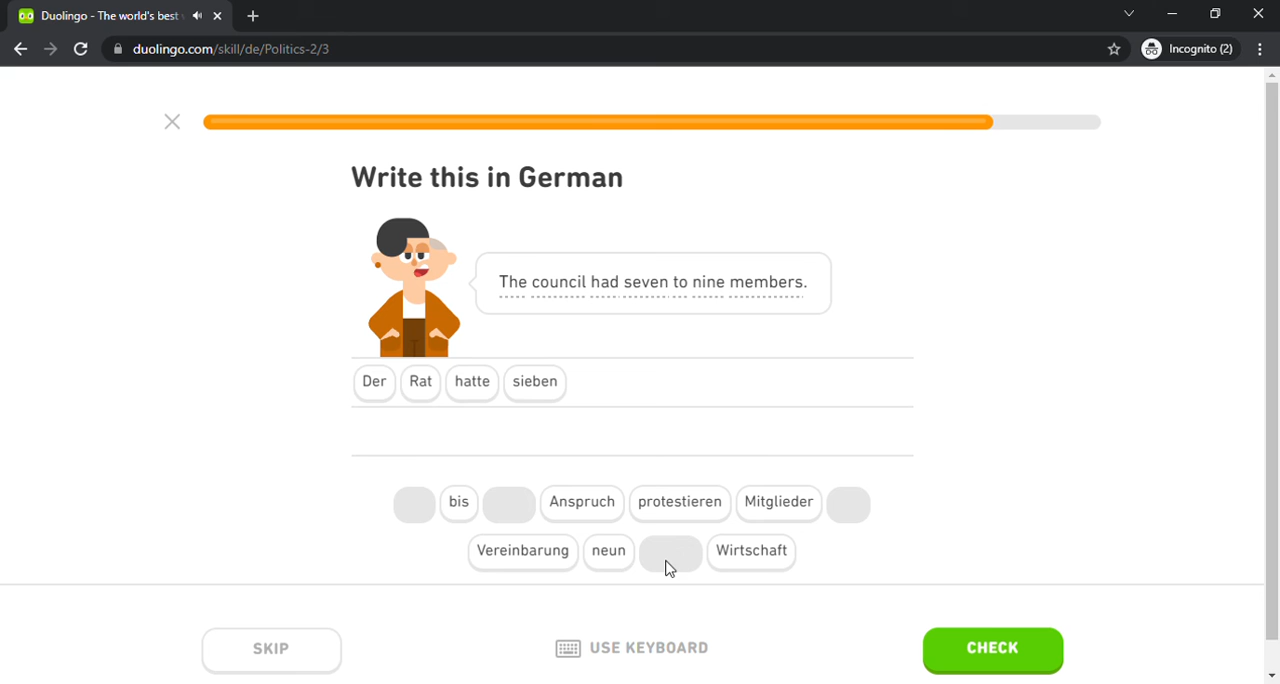 Duolingo - The world's best
duolingo.com/skill/de/Politics-2/3
Incognito (2)
Write this in German
The council had seven to nine members.
Der Rat hatte sieben
bis Anspruch protestieren Mitglieder
Vereinbarung neun Wirtschaft
SKIP USE KEYBOARD CHECK